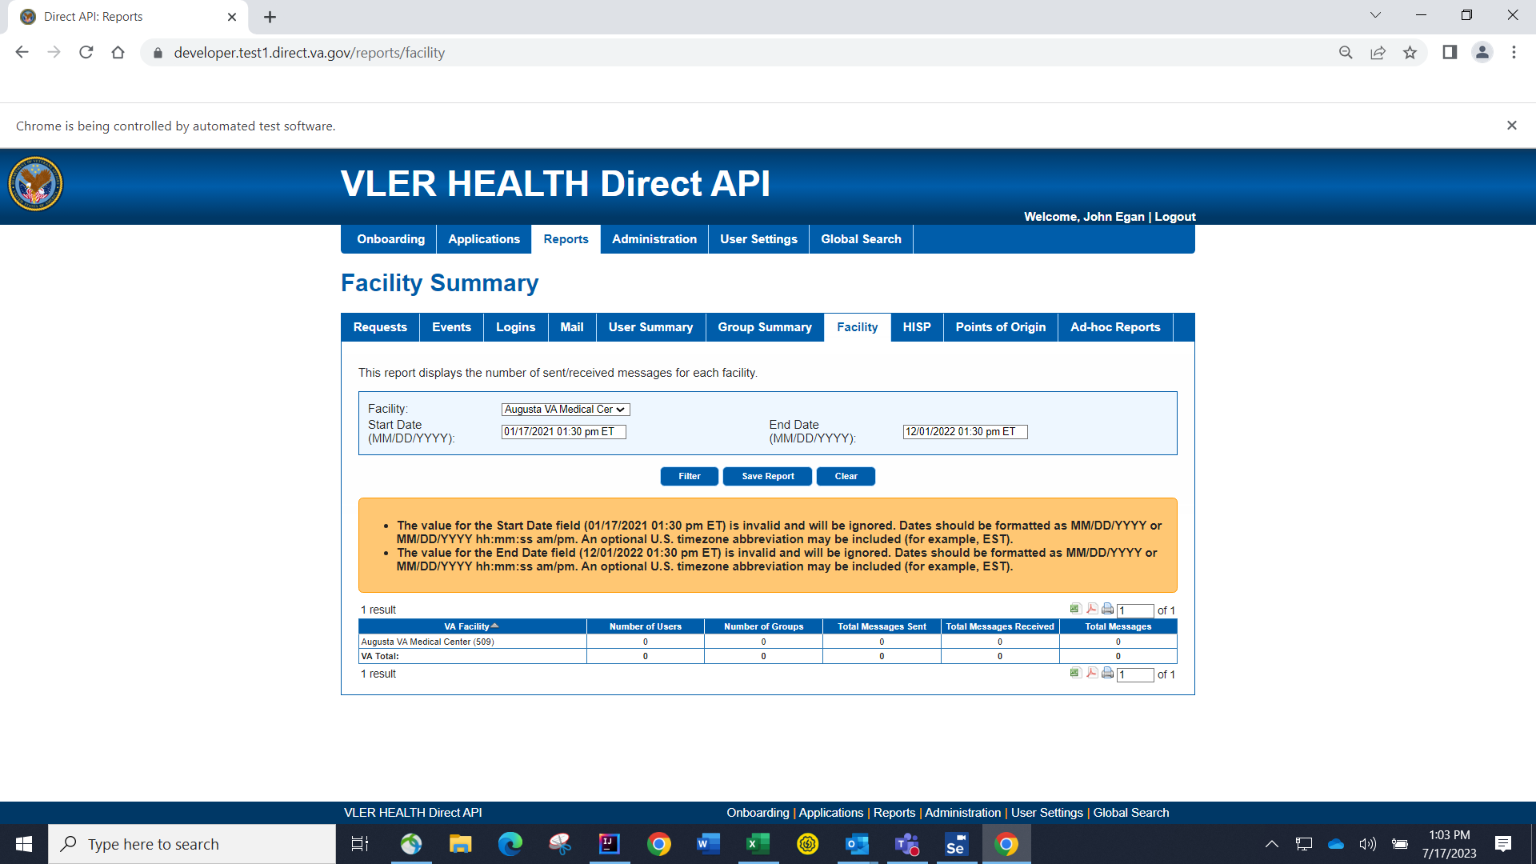 Direct API: Reports
developer.test1.direct.va.gov/reports/facility
Chrome is being controlled by automated test software.
VLER HEALTH Direct API
Welcome, John Egan | Logout
Onboarding Applications Reports Administration User Settings Global Search
Facility Summary
Requests Events Logins Mail User Summary Group Summary Facility HISP Points of Origin Ad-hoc Reports
This report displays the number of sent/received messages for each facility.
Facility: Augusta VA Medical Cer
Start Date
(MM/DD/YYYY): 01/17/2021 01:30 pm ET
End Date
(MM/DD/YYYY): 12/01/2022 01:30 pm ET
Filter Save Report Clear
• The value for the Start Date field (01/17/2021 01:30 pm ET) is invalid and will be ignored. Dates should be formatted as MM/DD/YYYY or
MM/DD/YYYY hh:mm:ss am/pm. An optional U.S. timezone abbreviation may be included (for example, EST).
• The value for the End Date field (12/01/2022 01:30 pm ET) is invalid and will be ignored. Dates should be formatted as MM/DD/YYYY or
MM/DD/YYYY hh:mm:ss am/pm. An optional U.S. timezone abbreviation may be included (for example, EST).
1 result 1 of 1
VA Facility Number of Users Number of Groups Total Messages Sent Total Messages Received Total Messages
Augusta VA Medical Center (509) 0 0 0 0 0
VA Total: 0 0 0 0 0
1 result 1 of 1
VLER HEALTH Direct API Onboarding | Applications | Reports | Administration | User Settings | Global Search
Type here to search
1:03 PM
7/17/2023